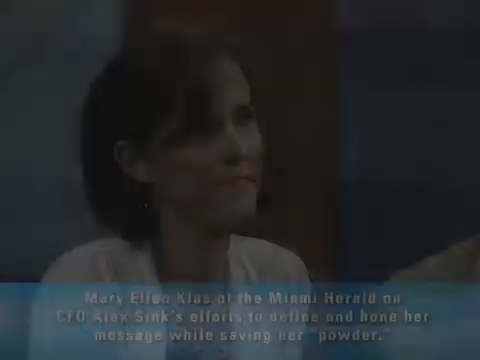 Mary Ellen Klas of the Miami Herald on
CFO Alex Sink's efforts to define and hone her
message while saving her "powder."